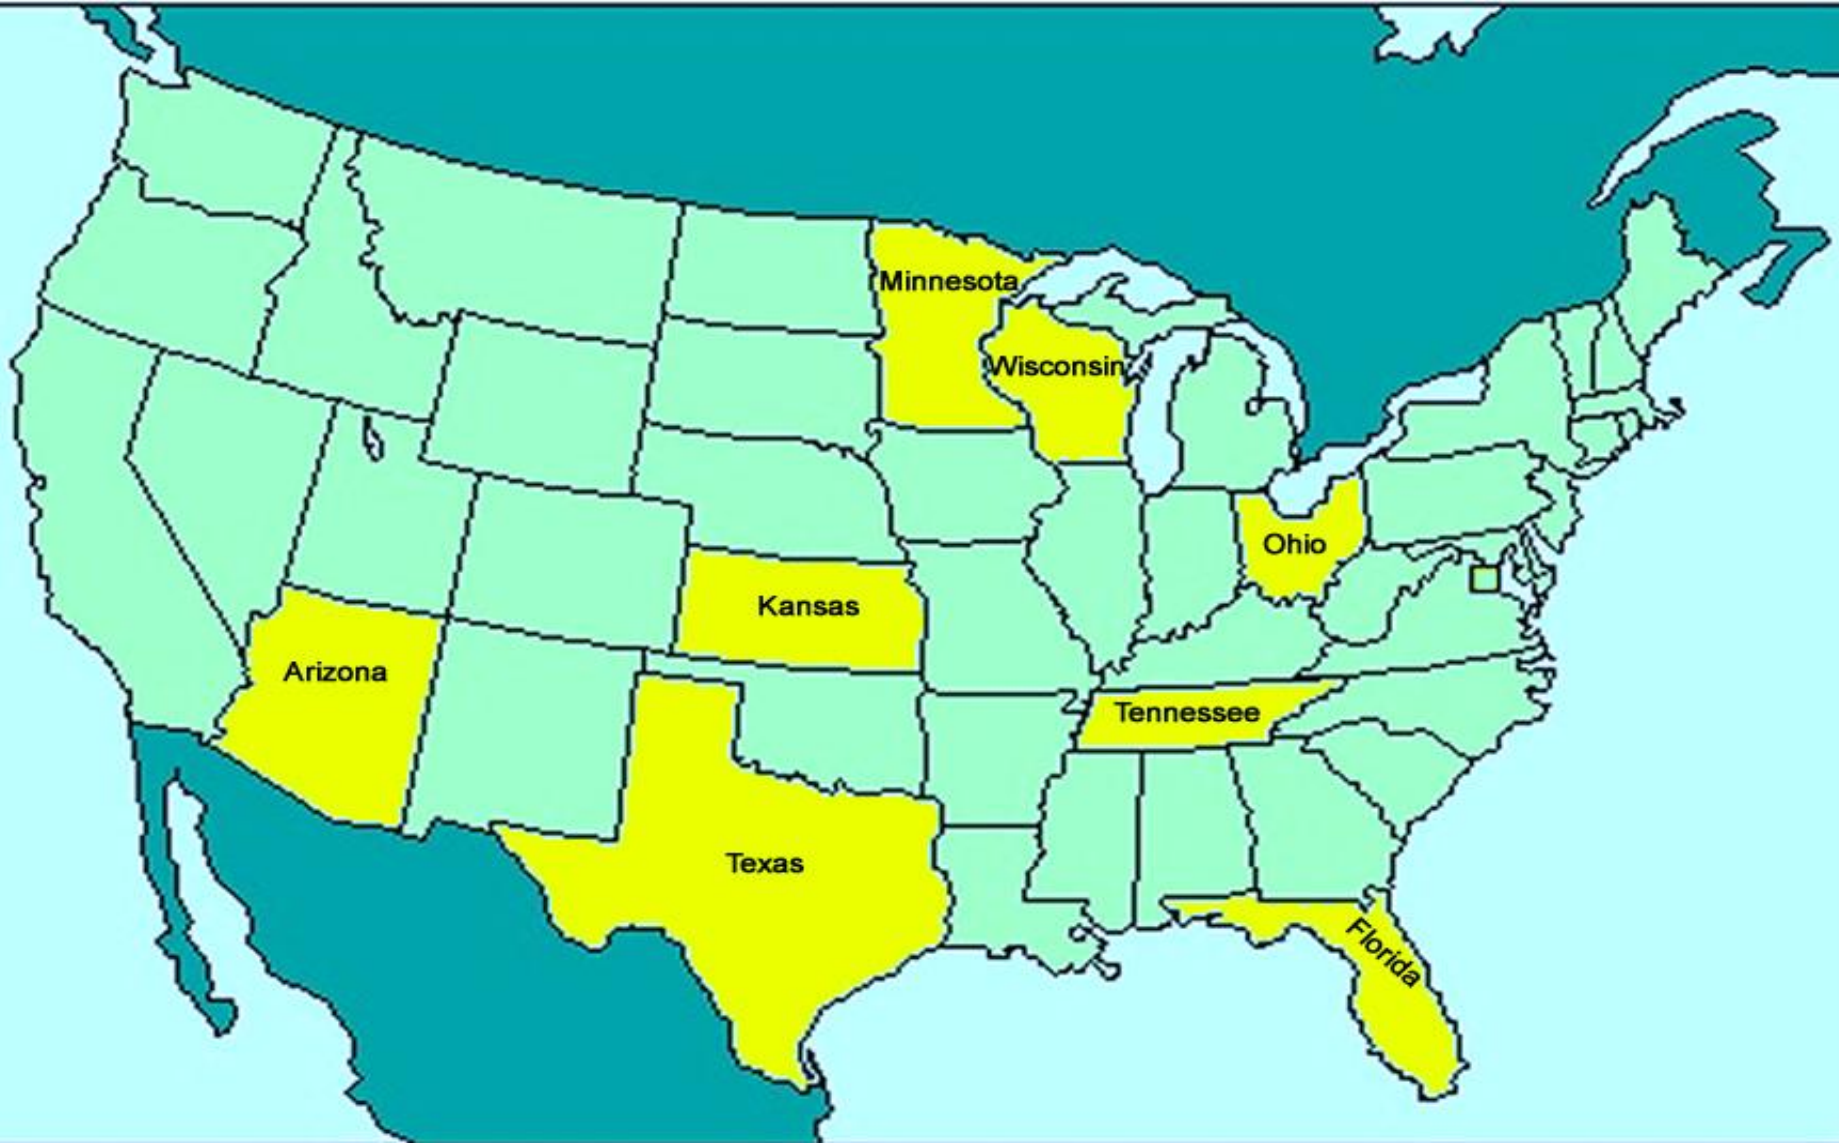 Minnesota
Wisconsin
Ohio
Kansas
Arizona
Tennessee
Texas
Florida